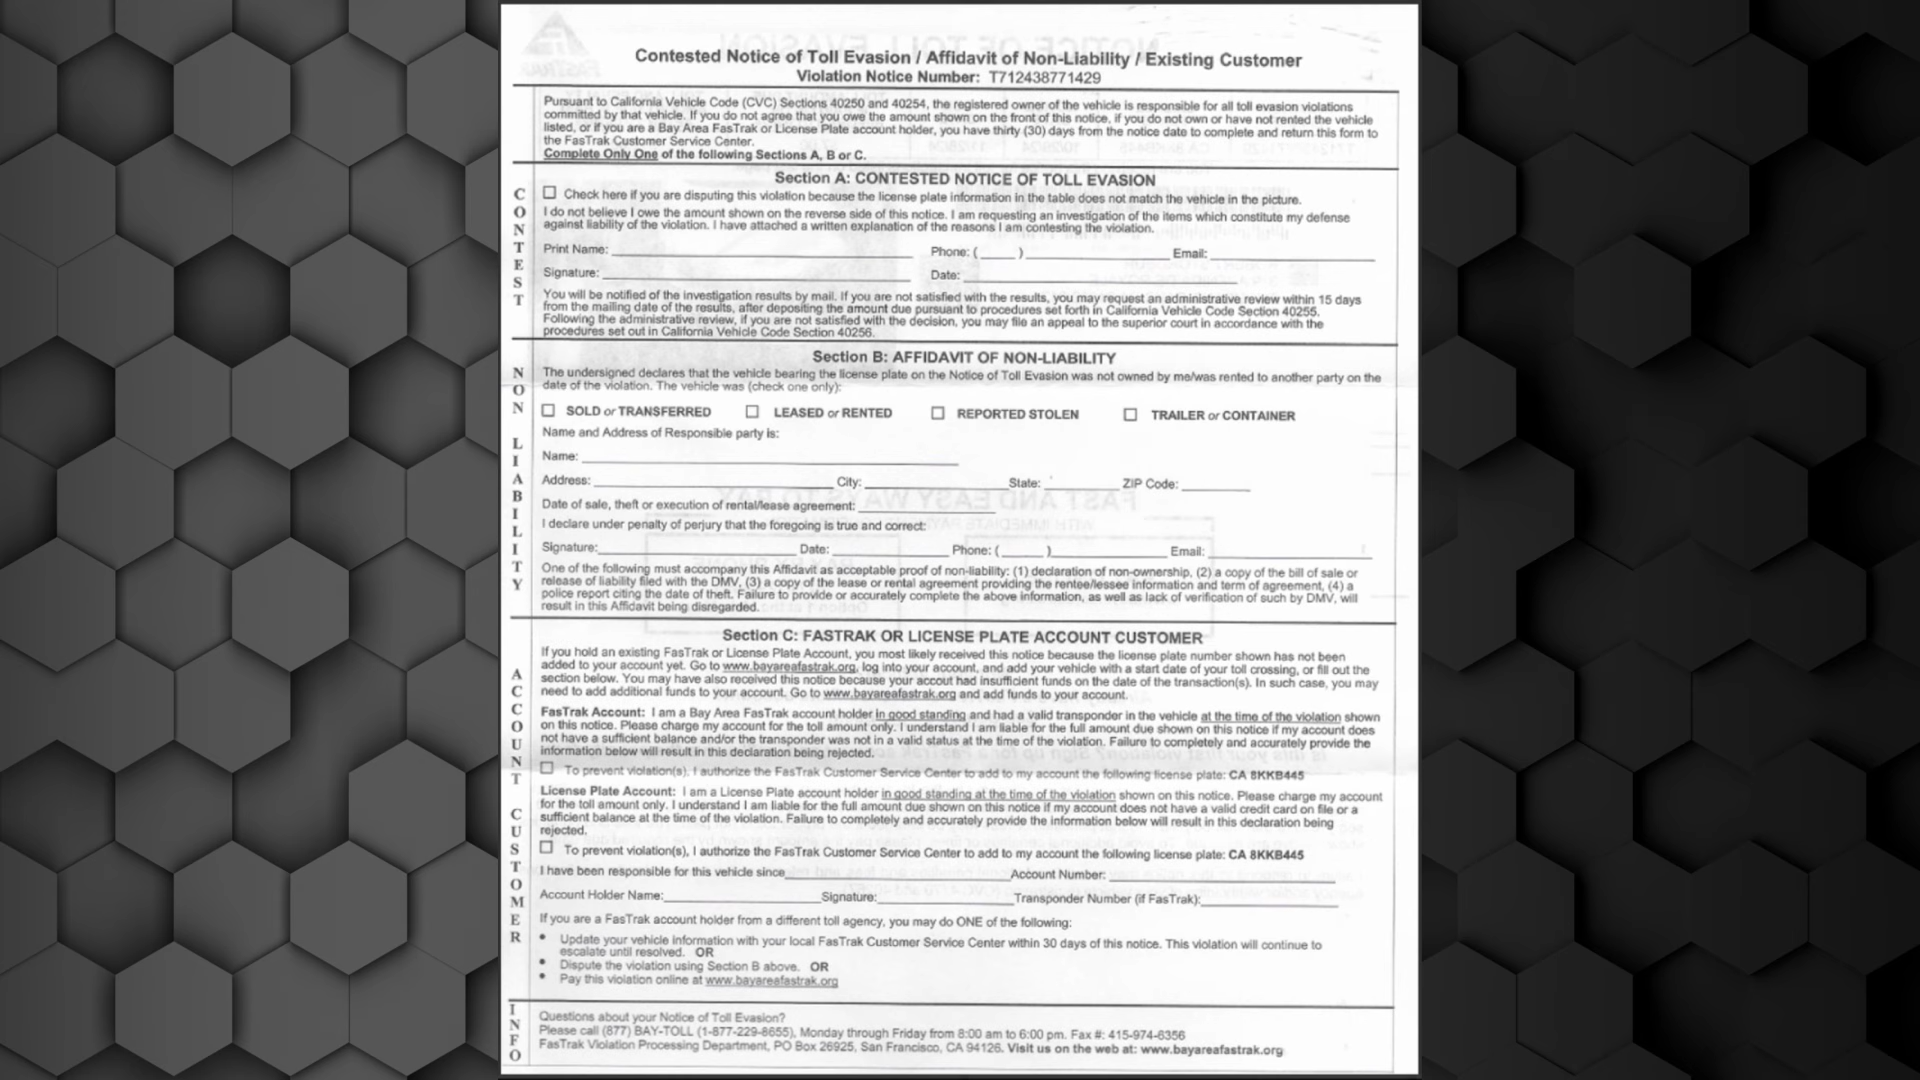 Contested Notice of Toll Evasion / Affidavit of Non-Liability / Existing Customer
Violation Notice Number: T712438771429
Pursuant to California Vehicle Code (CVC) Sections 40250 and 40254, the registered owner of the vehicle is responsible for all toll evasion violations
committed by that vehicle. If you do not agree that you owe the amount shown on the front of this notice, if you do not own or have not rented the vehicle
listed, or if you are a Bay Area FasTrak or License Plate account holder, you have thirty (30) days from the notice date to complete and return this form to
the FasTrak Customer Service Center.
Complete Only One of the following Sections A, B or C.
CONTEST
Section A: CONTESTED NOTICE OF TOLL EVASION
Check here if you are disputing this violation because the license plate information in the table does not match the vehicle in the picture.
I do not believe I owe the amount shown on the reverse side of this notice. I am requesting an investigation of the items which constitute my defense
against liability of the violation. I have attached a written explanation of the reasons I am contesting the violation.
Print Name: Phone: ( ) Email:
Signature: Date:
You will be notified of the investigation results by mail. If you are not satisfied with the results, you may request an administrative review within 15 days
from the mailing date of the results, after depositing the amount due pursuant to procedures set forth in California Vehicle Code Section 40255.
Following the administrative review, if you are not satisfied with the decision, you may file an appeal to the superior court in accordance with the
procedures set out in California Vehicle Code Section 40256.
NON LIABILITY
Section B: AFFIDAVIT OF NON-LIABILITY
The undersigned declares that the vehicle bearing the license plate on the Notice of Toll Evasion was not owned by me/was rented to another party on the
date of the violation. The vehicle was (check one only):
SOLD or TRANSFERRED LEASED or RENTED REPORTED STOLEN TRAILER or CONTAINER
Name and Address of Responsible party is:
Name:
Address: City: State: ZIP Code:
Date of sale, theft or execution of rental/lease agreement:
I declare under penalty of perjury that the foregoing is true and correct:
Signature: Date: Phone: ( ) Email:
One of the following must accompany this Affidavit as acceptable proof of non-liability: (1) declaration of non-ownership, (2) a copy of the bill of sale or
release of liability filed with the DMV, (3) a copy of the lease or rental agreement providing the rentee/lessee information and term of agreement, (4) a
police report citing the date of theft. Failure to provide or accurately complete the above information, as well as lack of verification of such by DMV, will
result in this Affidavit being disregarded.
ACCOUNT CUSTOMER
Section C: FASTRAK OR LICENSE PLATE ACCOUNT CUSTOMER
If you hold an existing FasTrak or License Plate Account, you most likely received this notice because the license plate number shown has not been
added to your account yet. Go to www.bayareafastrak.org, log into your account, and add your vehicle with a start date of your toll crossing, or fill out the
section below. You may have also received this notice because your accout had insufficient funds on the date of the transaction(s). In such case, you may
need to add additional funds to your account. Go to www.bayareafastrak.org and add funds to your account.
FasTrak Account: I am a Bay Area FasTrak account holder in good standing and had a valid transponder in the vehicle at the time of the violation shown
on this notice. Please charge my account for the toll amount only. I understand I am liable for the full amount due shown on this notice if my account does
not have a sufficient balance and/or the transponder was not in a valid status at the time of the violation. Failure to completely and accurately provide the
information below will result in this declaration being rejected.
To prevent violation(s), I authorize the FasTrak Customer Service Center to add to my account the following license plate: CA 8KKB445
License Plate Account: I am a License Plate account holder in good standing at the time of the violation shown on this notice. Please charge my account
for the toll amount only. I understand I am liable for the full amount due shown on this notice if my account does not have a valid credit card on file or a
sufficient balance at the time of the violation. Failure to completely and accurately provide the information below will result in this declaration being
rejected.
To prevent violation(s), I authorize the FasTrak Customer Service Center to add to my account the following license plate: CA 8KKB445
I have been responsible for this vehicle since Account Number:
Account Holder Name: Signature: Transponder Number (if FasTrak):
If you are a FasTrak account holder from a different toll agency, you may do ONE of the following:
• Update your vehicle information with your local FasTrak Customer Service Center within 30 days of this notice. This violation will continue to
escalate until resolved. OR
• Dispute the violation using Section B above. OR
• Pay this violation online at www.bayareafastrak.org
INFO
Questions about your Notice of Toll Evasion?
Please call (877) BAY-TOLL (1-877-229-8655), Monday through Friday from 8:00 am to 6:00 pm. Fax #: 415-974-6356
FasTrak Violation Processing Department, PO Box 26925, San Francisco, CA 94126. Visit us on the web at: www.bayareafastrak.org